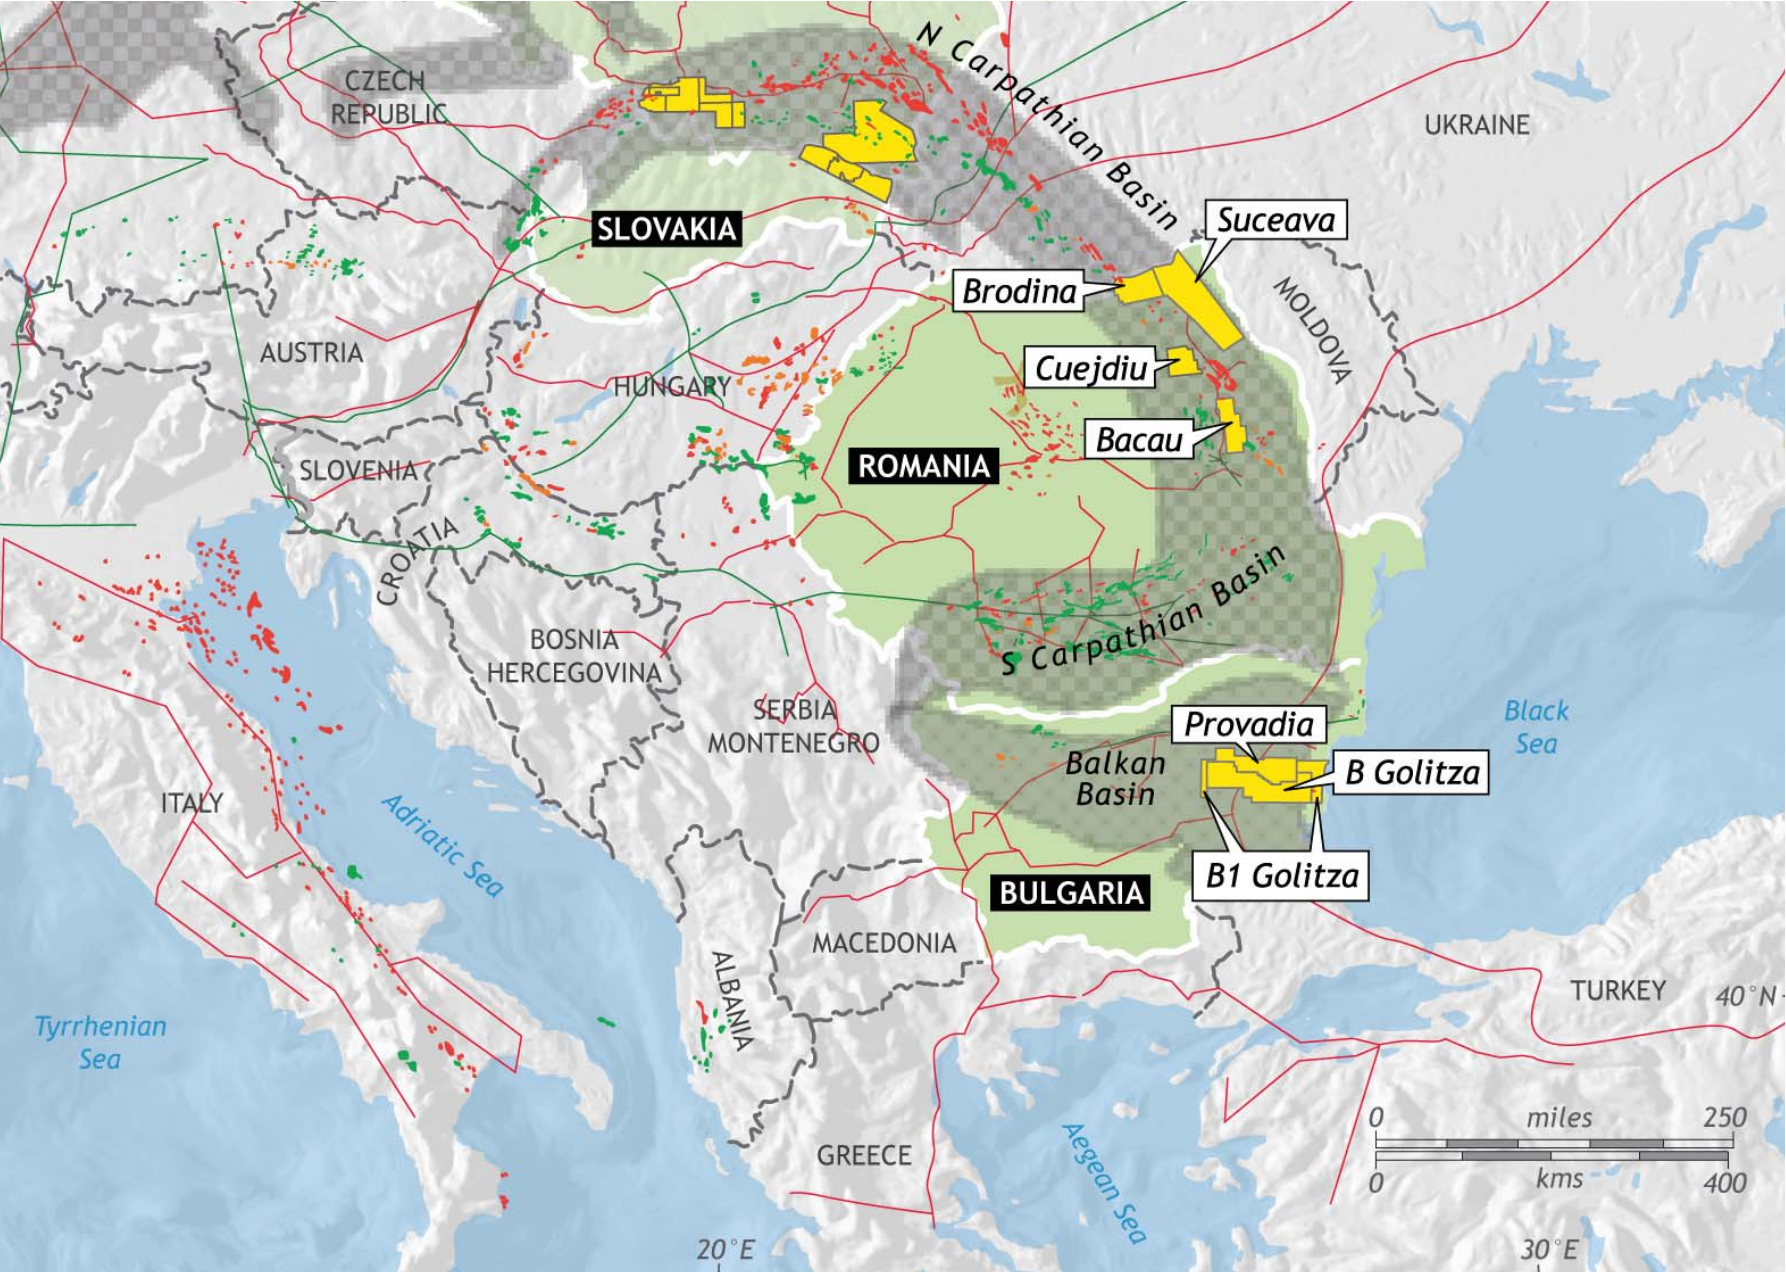 N Carpathian Basin
CZECH
REPUBLIC
UKRAINE
SLOVAKIA
Suceava
Brodina
MOLDOVA
AUSTRIA
HUNGARY
Cuejdiu
Bacau
SLOVENIA
ROMANIA
CROATIA
S Carpathian Basin
BOSNIA
HERCEGOVINA
SERBIA
MONTENEGRO
Provadia
Black
Sea
Balkan
Basin
B Golitza
ITALY
Adriatic Sea
B1 Golitza
BULGARIA
MACEDONIA
ALBANIA
TURKEY
40°N
Tyrrhenian
Sea
GREECE
Aegean Sea
0 miles 250
kms
0 400
20°E
30°E